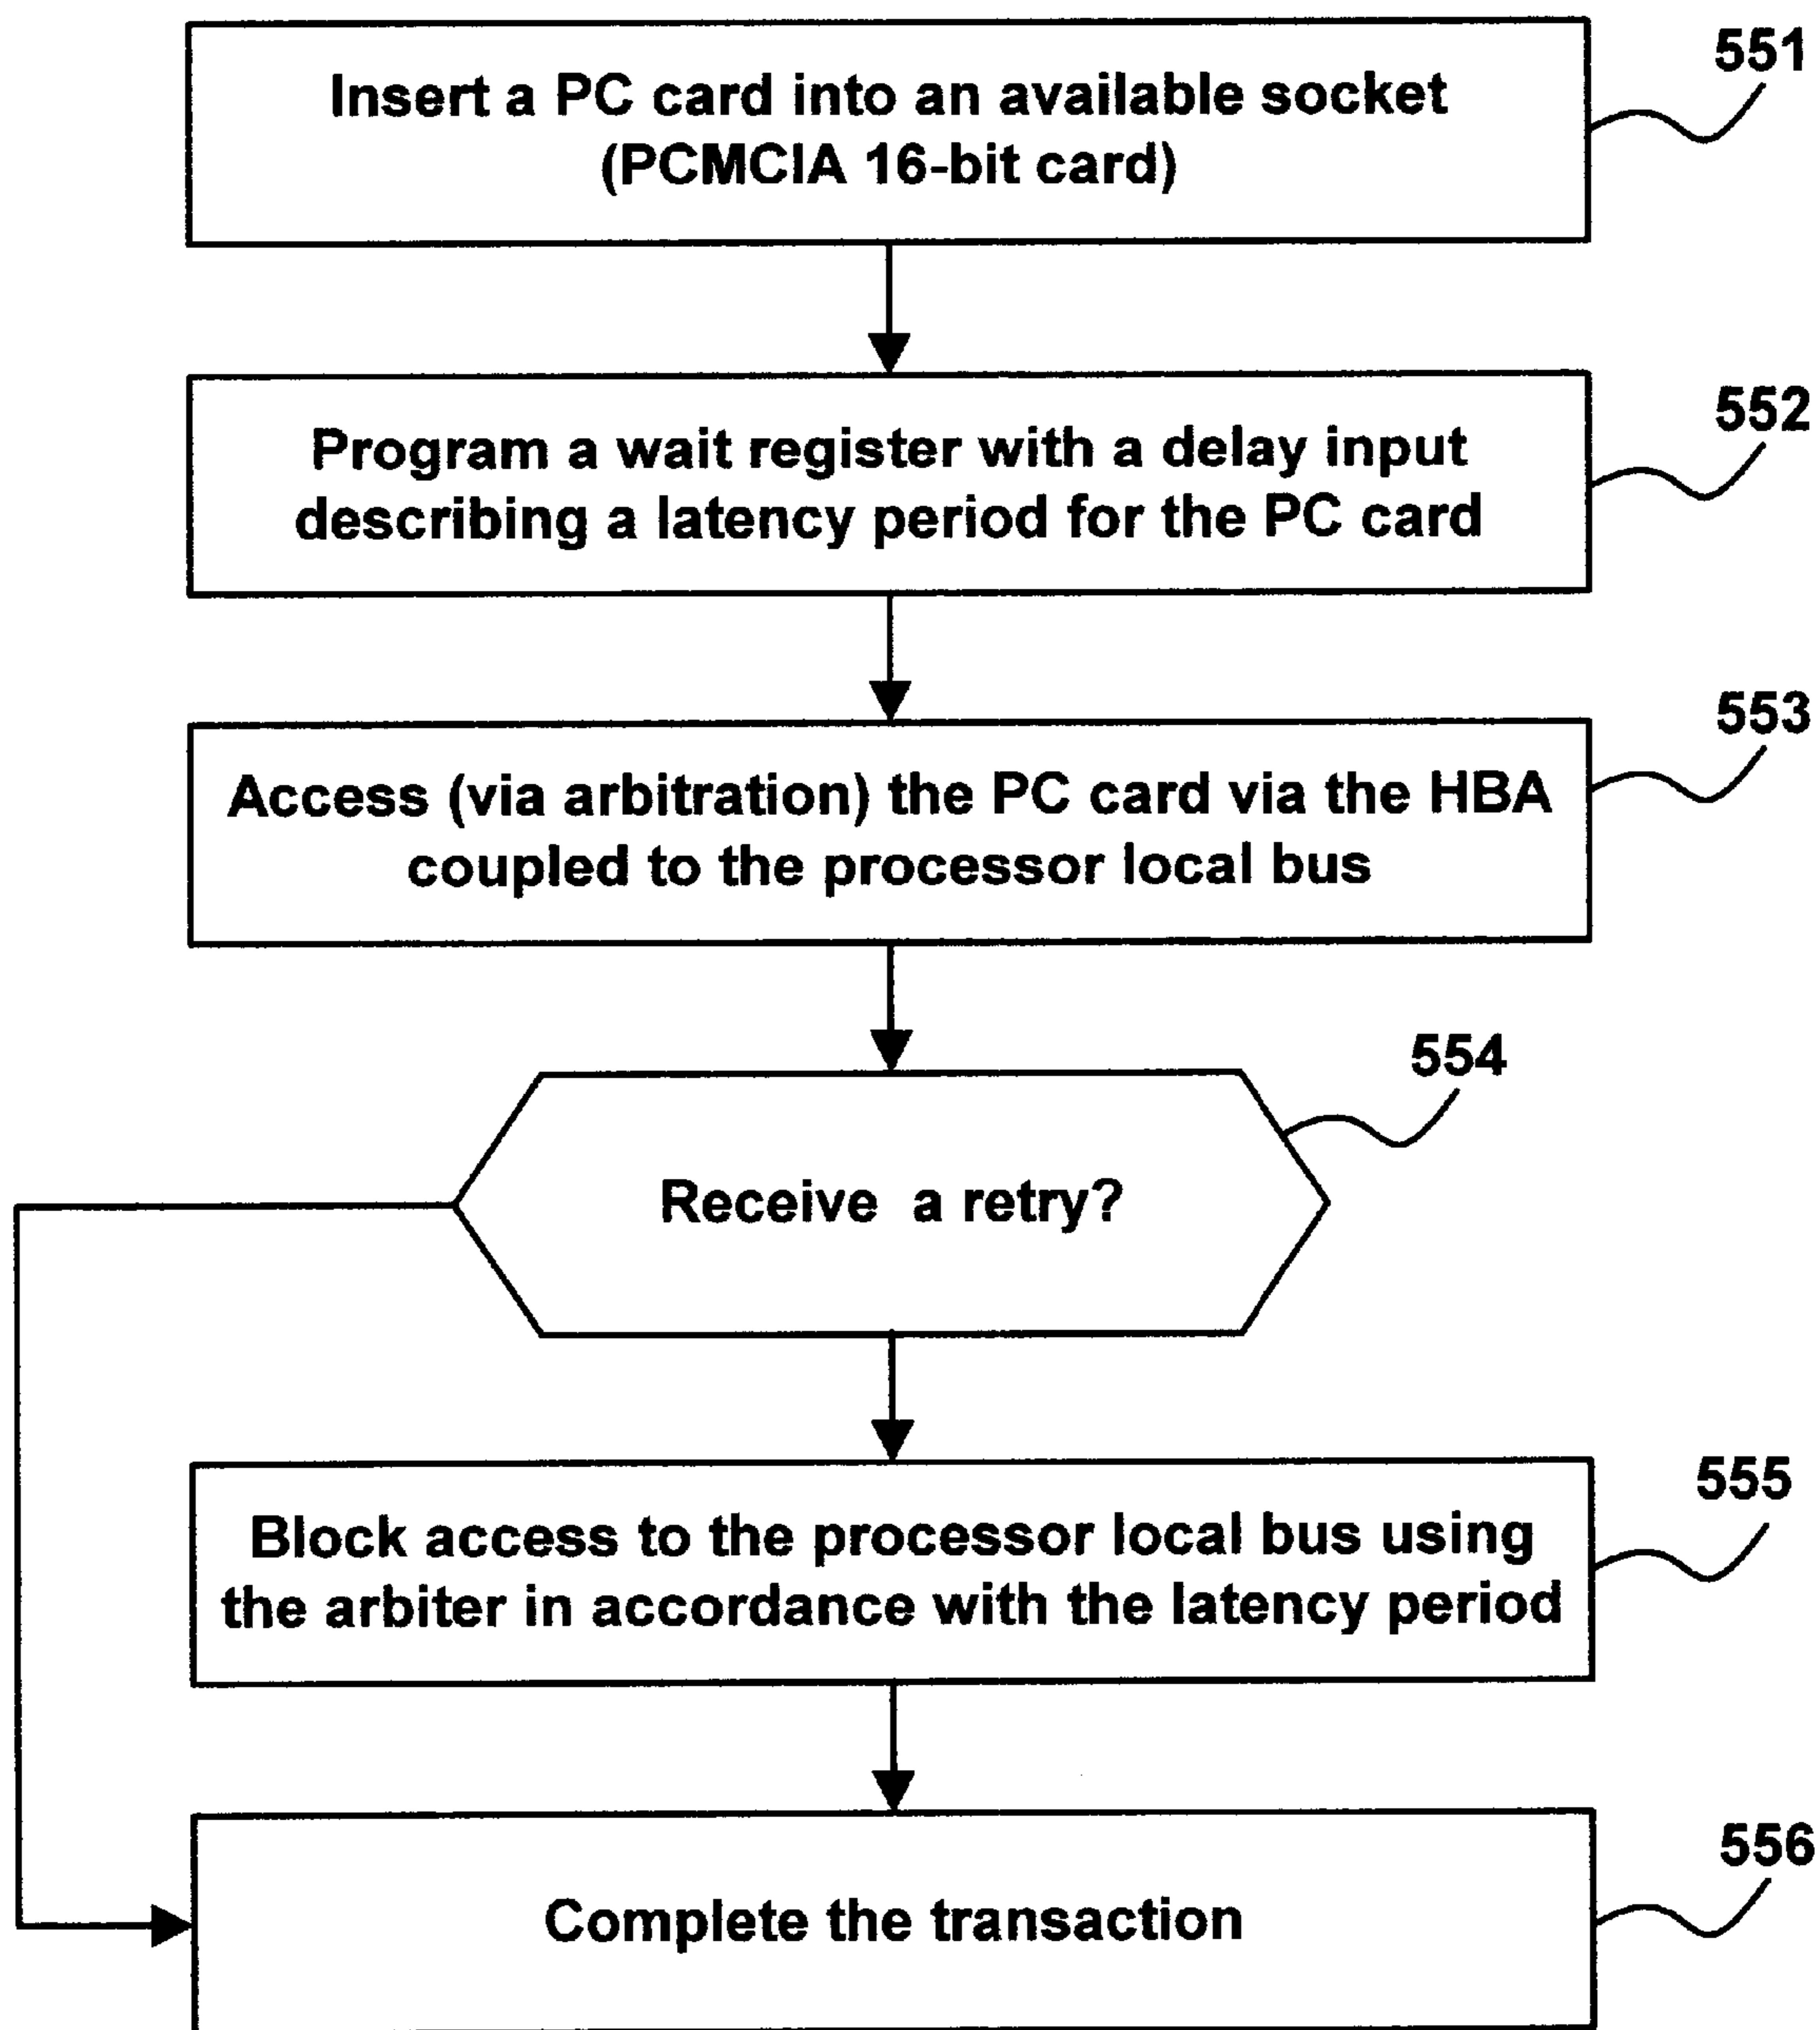 551
Insert a PC card into an available socket
(PCMCIA 16-bit card)
552
Program a wait register with a delay input
describing a latency period for the PC card
553
Access (via arbitration) the PC card via the HBA
coupled to the processor local bus
554
Receive a retry?
555
Block access to the processor local bus using
the arbiter in accordance with the latency period
556
Complete the transaction